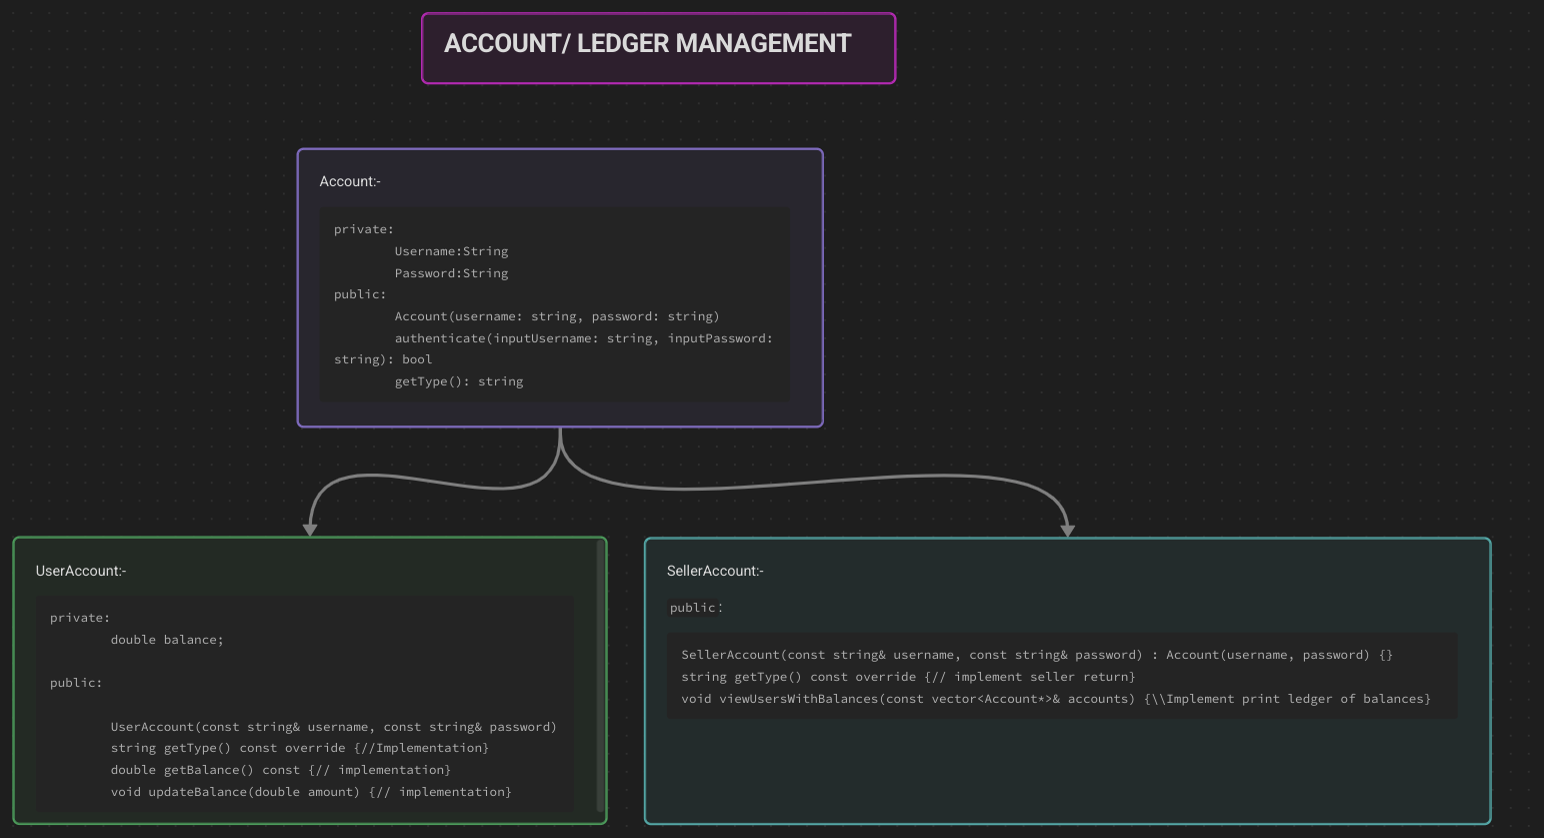 ACCOUNT/ LEDGER MANAGEMENT
Account:-
private:
Username:String
Password:String
public:
Account(username: string, password: string)
authenticate(inputUsername: string, inputPassword:
string): bool
getType(): string
UserAccount:-
private:
double balance;
public:
UserAccount(const string& username, const string& password)
string getType() const override {//Implementation}
double getBalance() const {// implementation}
void updateBalance(double amount) {// implementation}
SellerAccount:-
public:
SellerAccount(const string& username, const string& password) : Account(username, password) {}
string getType() const override {// implement seller return}
void viewUsersWithBalances(const vector<Account*>& accounts) {\\Implement print ledger of balances}